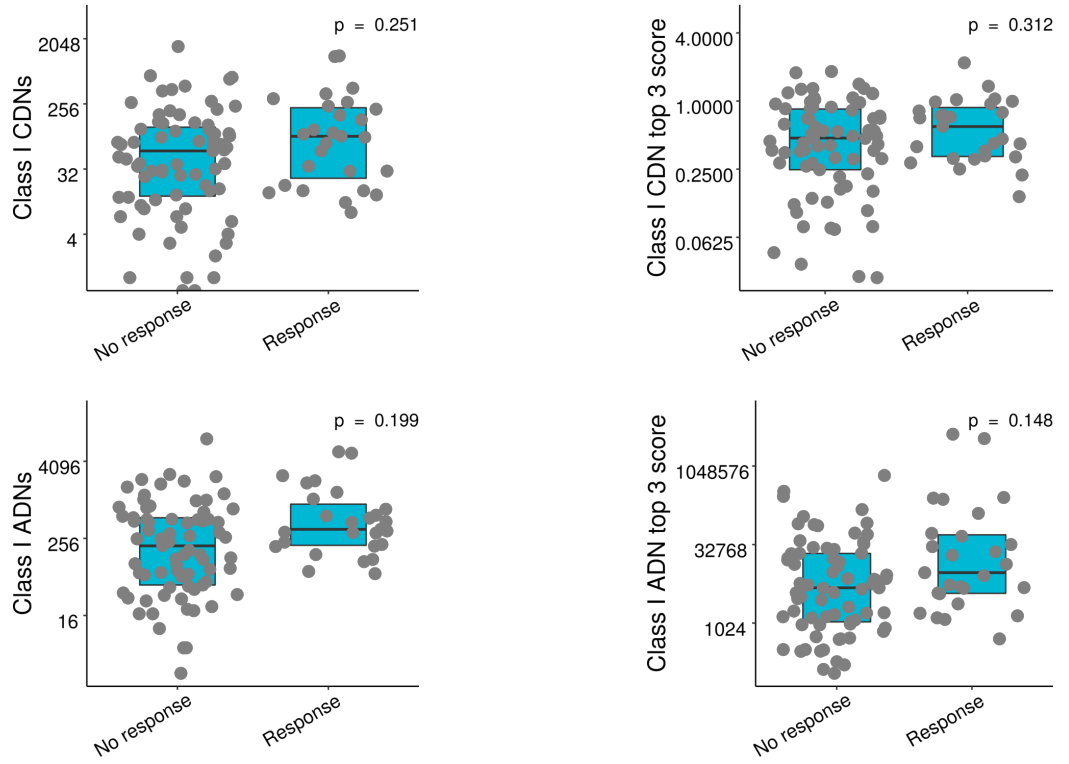 p = 0.251
2048
256
32
4
Class I CDNs
No response
Response
p = 0.312
4.0000
1.0000
0.2500
0.0625
Class I CDN top 3 score
No response
Response
p = 0.199
4096
256
16
Class I ADNs
No response
Response
p = 0.148
1048576
32768
1024
Class I ADN top 3 score
No response
Response